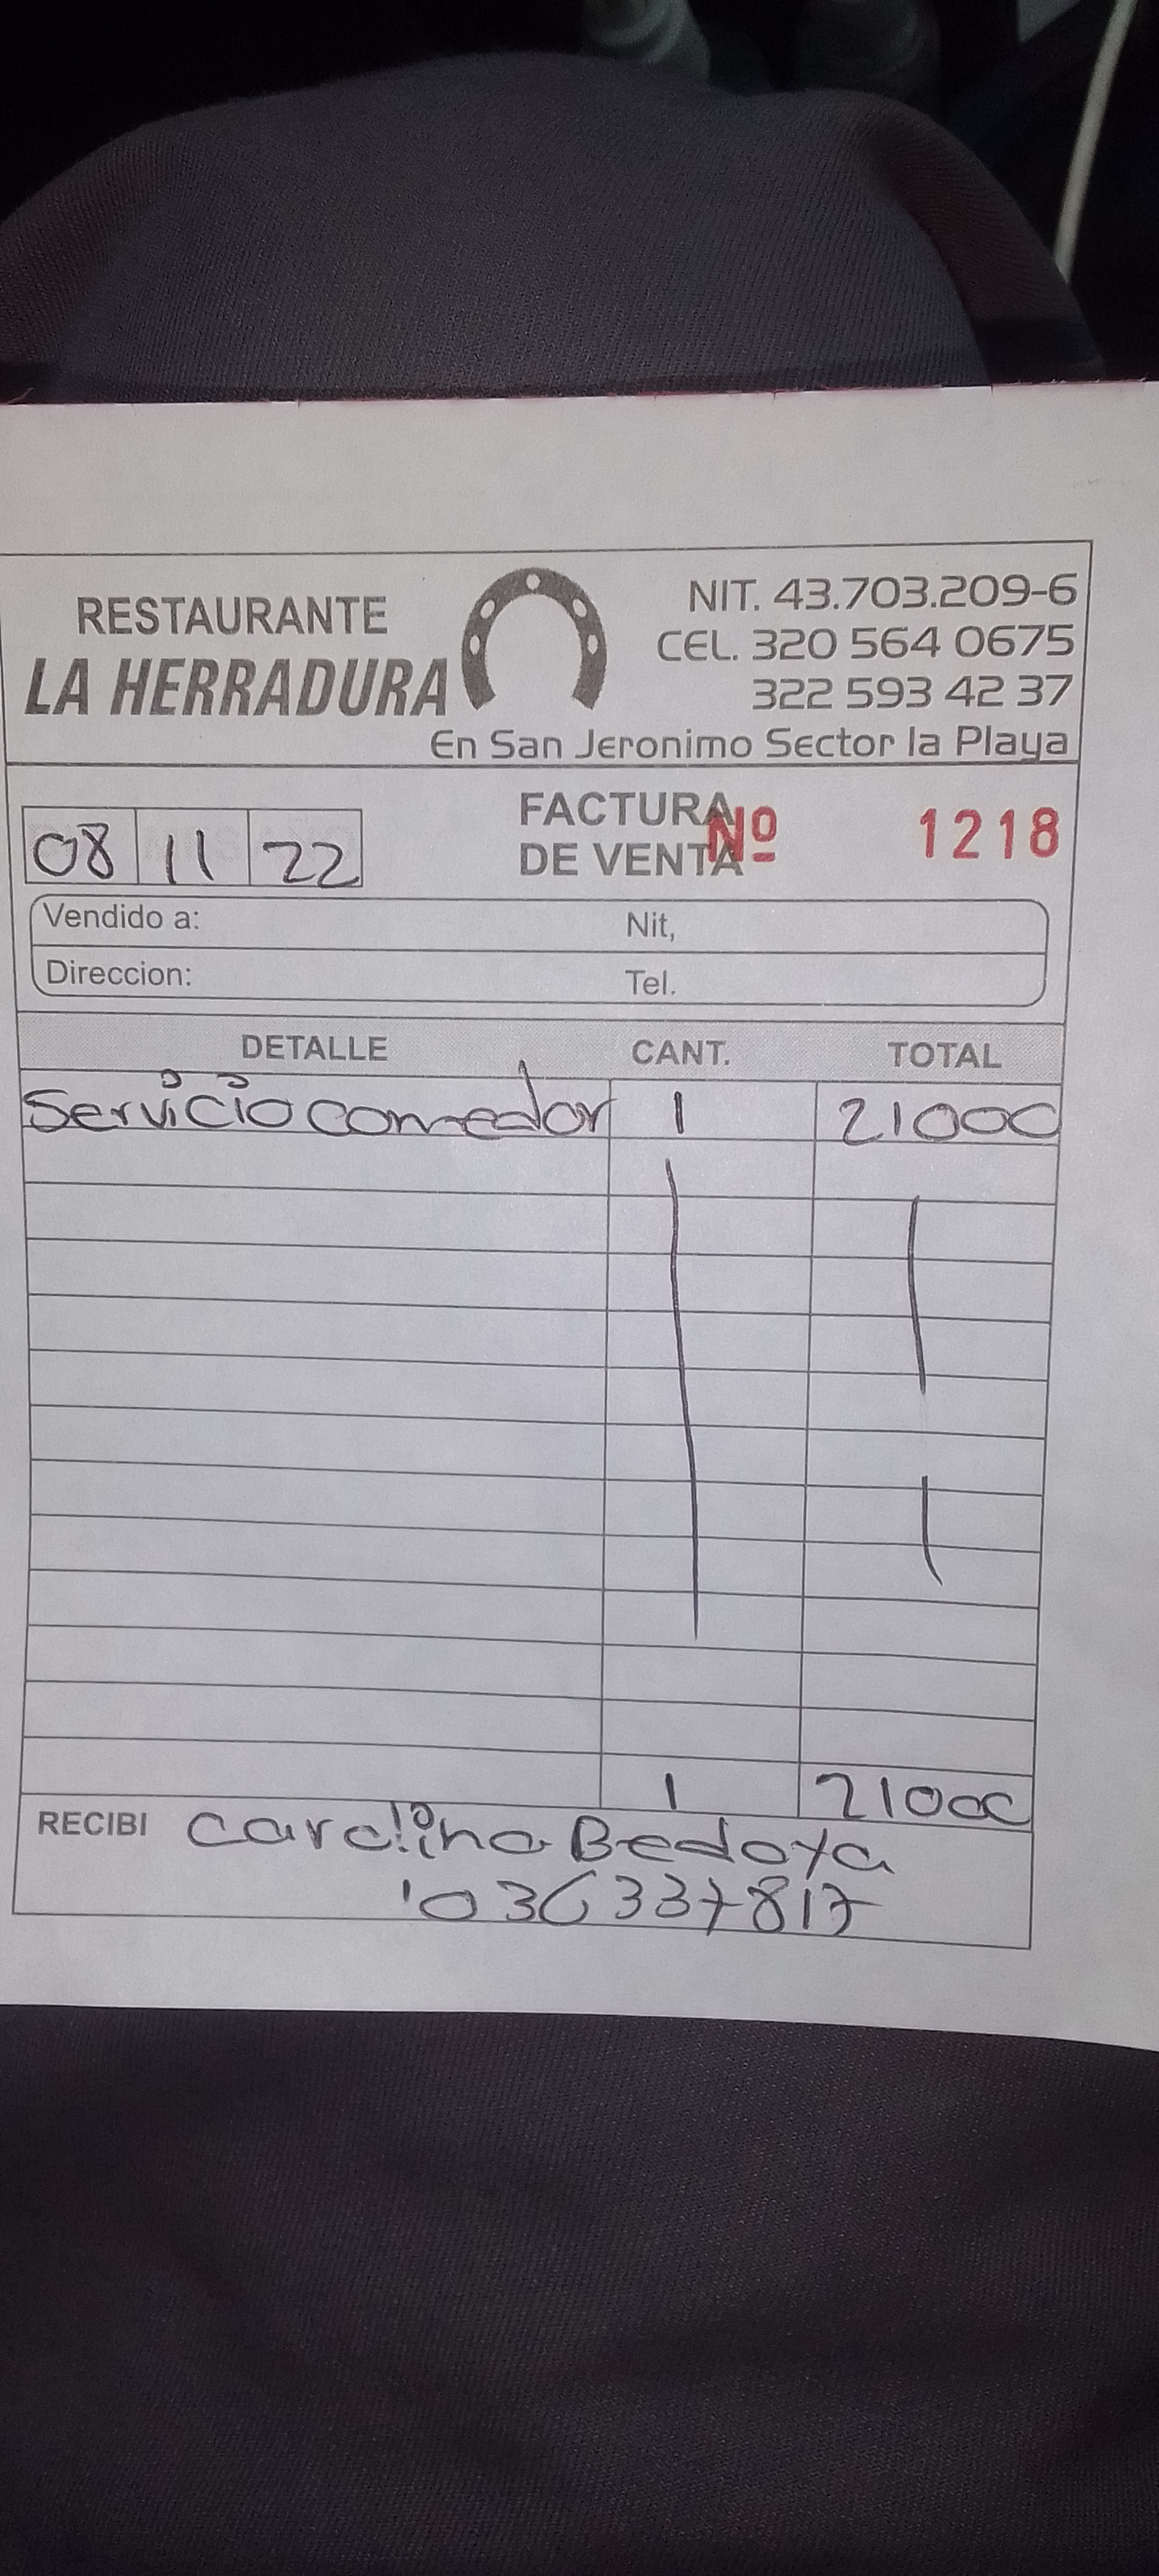 RESTAURANTE
LA HERRADURA
NIT. 43.703.209-6
CEL. 320 564 0675
322 593 42 37
En San Jeronimo Sector la Playa
08 11 22
FACTURA
DE VENTA
Nº 1218
Vendido a: Nit,
Direccion: Tel.
DETALLE CANT. TOTAL
Servicio comedor 1 21000
1 21000
RECIBI Carolina Bedoya
1036337817